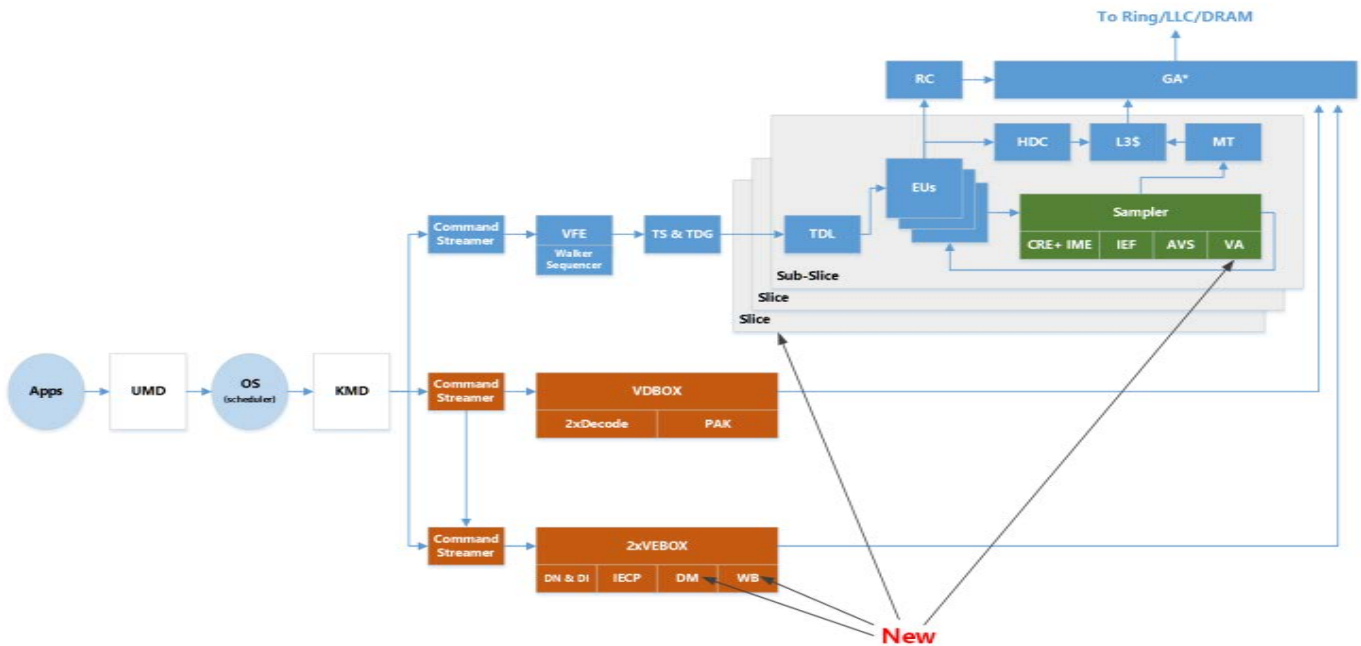 To Ring/LLC/DRAM
RC
GA*
HDC
L3$
MT
EUs
Sampler
CRE+ IME
IEF
AVS
VA
Command
Streamer
VFE
Walker
Sequencer
TS & TDG
TDL
Sub-Slice
Slice
Slice
Apps
UMD
OS
(scheduler)
KMD
Command
Streamer
VDBOX
2xDecode
PAK
Command
Streamer
2xVEBOX
DN & DI
IECP
DM
WB
New